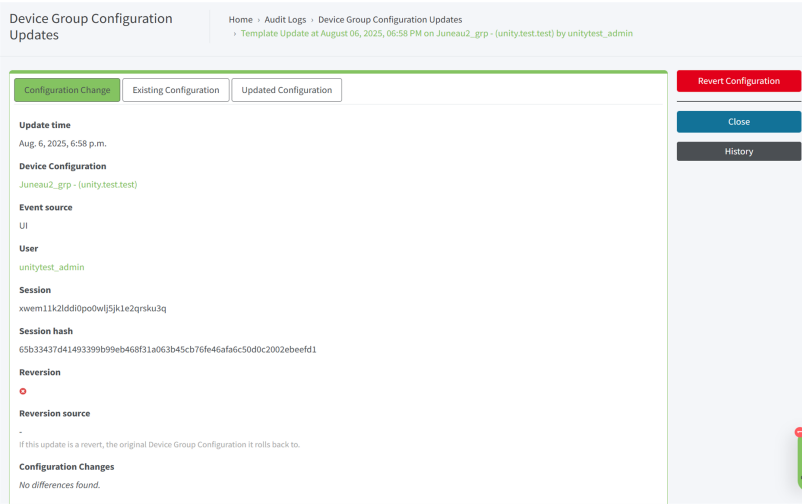 Device Group Configuration
Updates
Home › Audit Logs › Device Group Configuration Updates
› Template Update at August 06, 2025, 06:58 PM on Juneau2_grp - (unity.test.test) by unitytest_admin
Configuration Change
Existing Configuration
Updated Configuration
Revert Configuration
Close
History
Update time
Aug. 6, 2025, 6:58 p.m.
Device Configuration
Juneau2_grp - (unity.test.test)
Event source
UI
User
unitytest_admin
Session
xwem11k2lddi0po0wlj5jk1e2qrsku3q
Session hash
65b33437d41493399b99eb468f31a063b45cb76fe46afa6c50d0c2002ebeefd1
Reversion
Reversion source
-
If this update is a revert, the original Device Group Configuration it rolls back to.
Configuration Changes
No differences found.